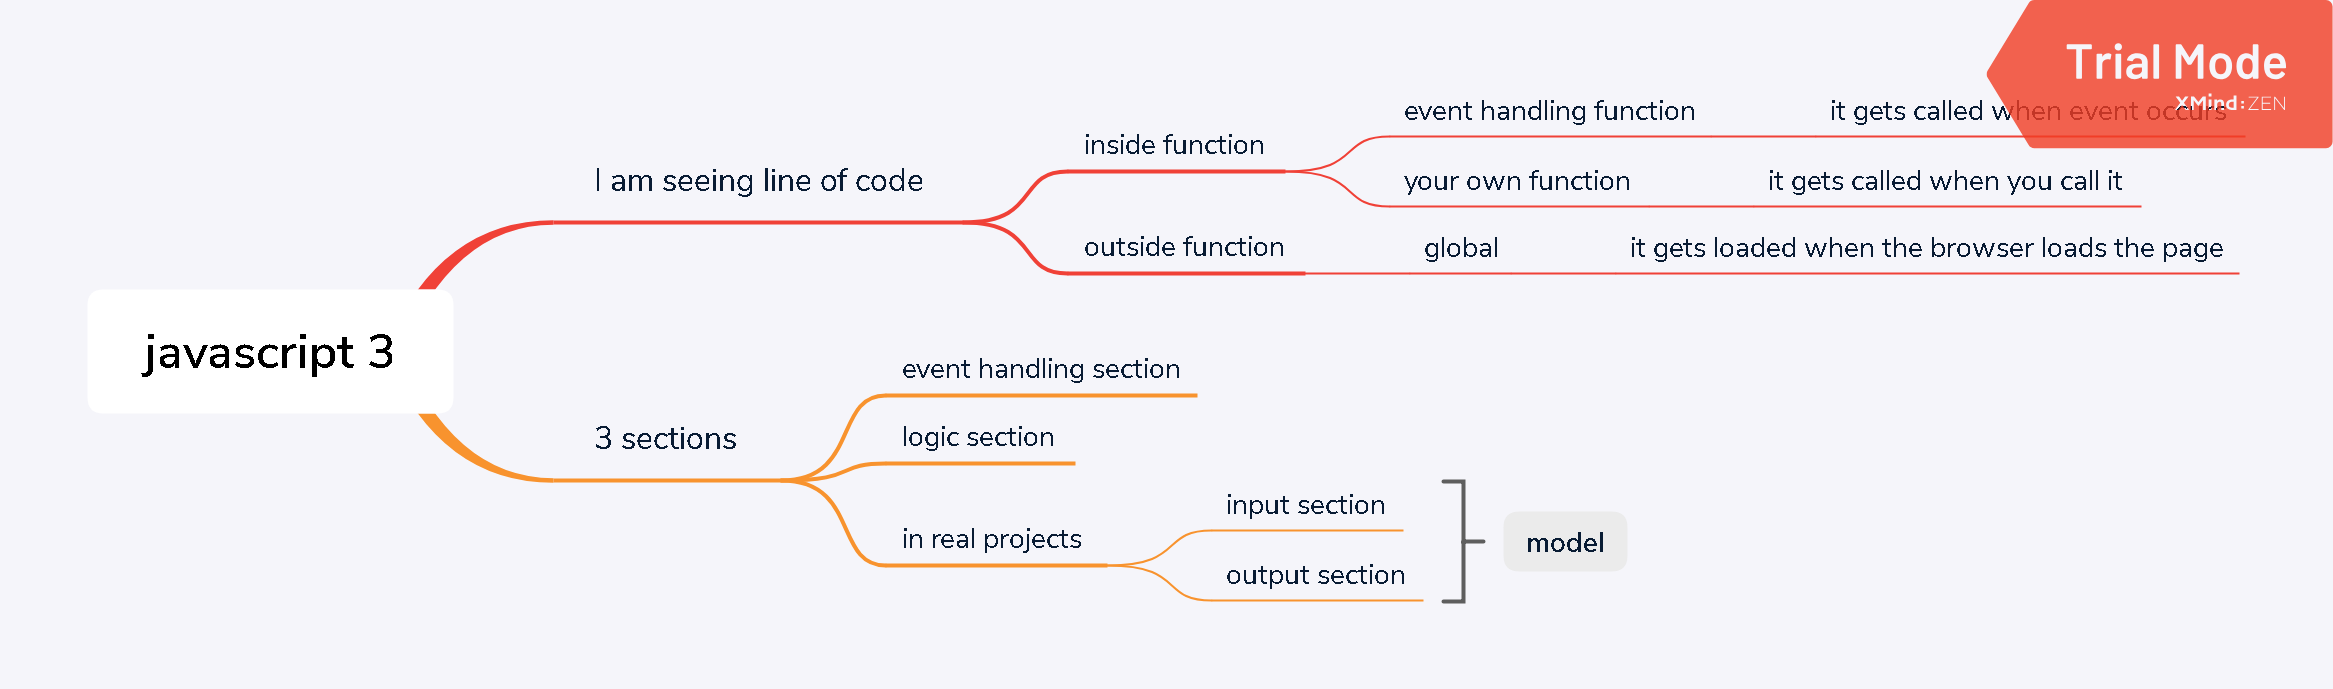 Trial Mode
XMind:ZEN
event handling function
it gets called when event occurs
inside function
I am seeing line of code
your own function
it gets called when you call it
outside function
global
it gets loaded when the browser loads the page
javascript 3
event handling section
3 sections
logic section
in real projects
input section
output section
model